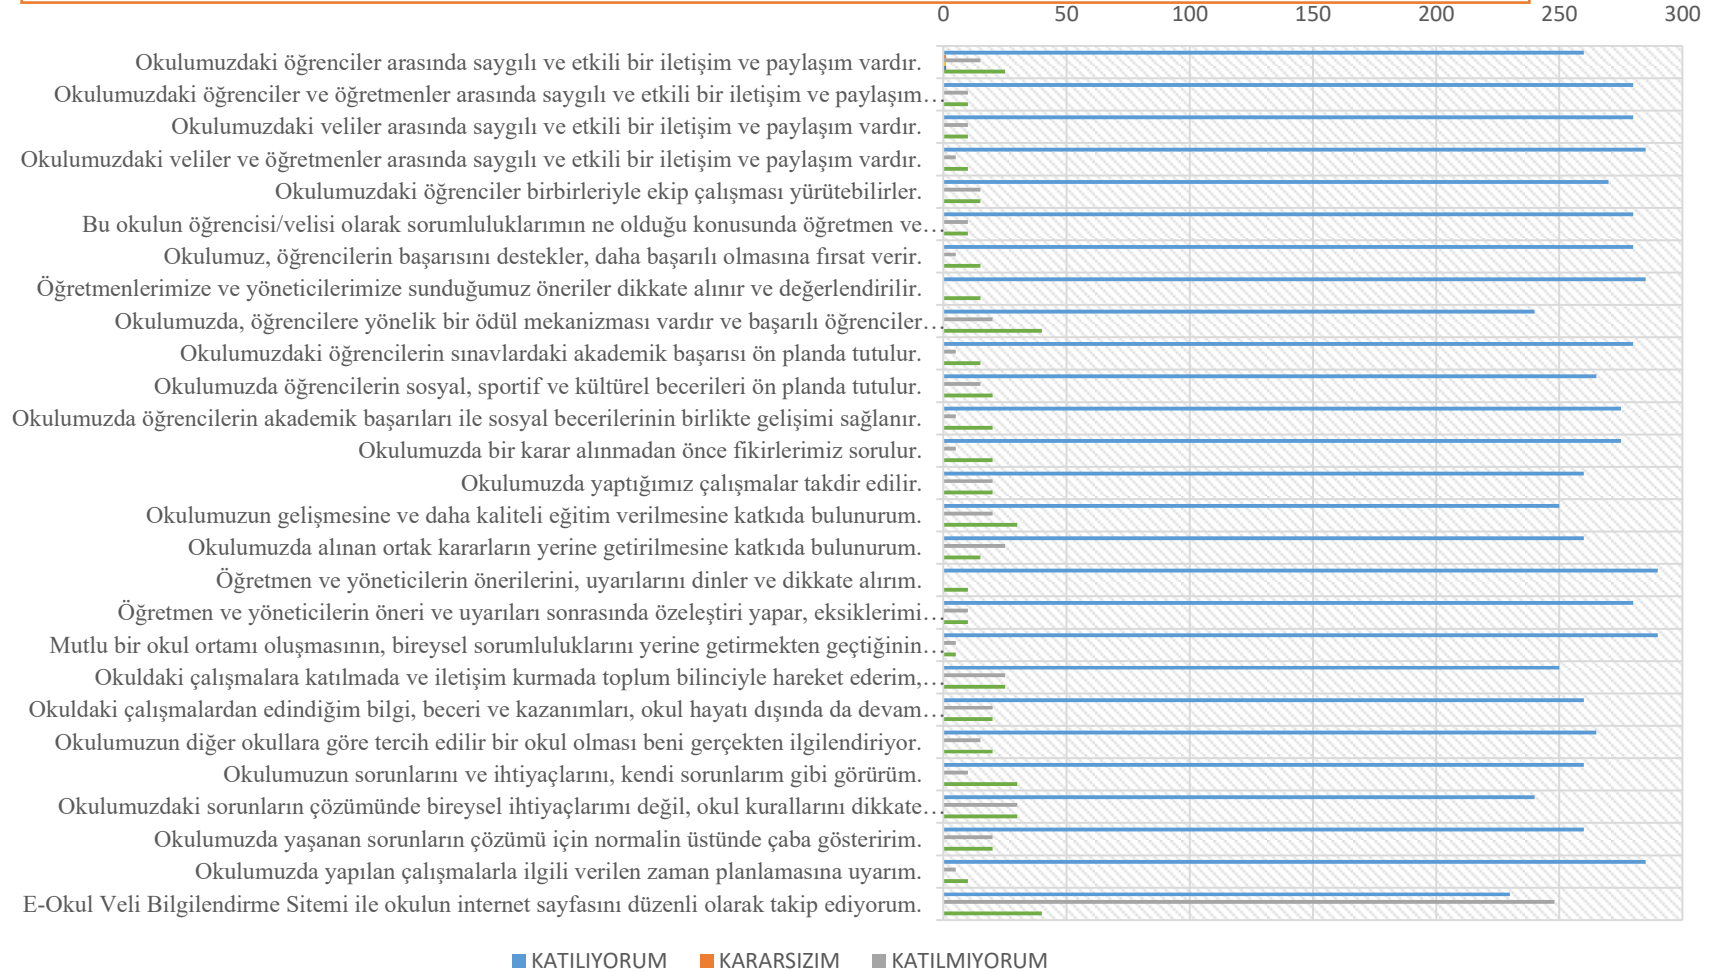 0 50 100 150 200 250 300
Okulumuzdaki öğrenciler arasında saygılı ve etkili bir iletişim ve paylaşım vardır.
Okulumuzdaki öğrenciler ve öğretmenler arasında saygılı ve etkili bir iletişim ve paylaşım…
Okulumuzdaki veliler arasında saygılı ve etkili bir iletişim ve paylaşım vardır.
Okulumuzdaki veliler ve öğretmenler arasında saygılı ve etkili bir iletişim ve paylaşım vardır.
Okulumuzdaki öğrenciler birbirleriyle ekip çalışması yürütebilirler.
Bu okulun öğrencisi/velisi olarak sorumluluklarımın ne olduğu konusunda öğretmen ve…
Okulumuz, öğrencilerin başarısını destekler, daha başarılı olmasına fırsat verir.
Öğretmenlerimize ve yöneticilerimize sunduğumuz öneriler dikkate alınır ve değerlendirilir.
Okulumuzda, öğrencilere yönelik bir ödül mekanizması vardır ve başarılı öğrenciler…
Okulumuzdaki öğrencilerin sınavlardaki akademik başarısı ön planda tutulur.
Okulumuzda öğrencilerin sosyal, sportif ve kültürel becerileri ön planda tutulur.
Okulumuzda öğrencilerin akademik başarıları ile sosyal becerilerinin birlikte gelişimi sağlanır.
Okulumuzda bir karar alınmadan önce fikirlerimiz sorulur.
Okulumuzda yaptığımız çalışmalar takdir edilir.
Okulumuzun gelişmesine ve daha kaliteli eğitim verilmesine katkıda bulunurum.
Okulumuzda alınan ortak kararların yerine getirilmesine katkıda bulunurum.
Öğretmen ve yöneticilerin önerilerini, uyarılarını dinler ve dikkate alırım.
Öğretmen ve yöneticilerin öneri ve uyarıları sonrasında özeleştiri yapar, eksiklerimi…
Mutlu bir okul ortamı oluşmasının, bireysel sorumluluklarını yerine getirmekten geçtiğinin…
Okuldaki çalışmalara katılmada ve iletişim kurmada toplum bilinciyle hareket ederim,…
Okuldaki çalışmalardan edindiğim bilgi, beceri ve kazanımları, okul hayatı dışında da devam…
Okulumuzun diğer okullara göre tercih edilir bir okul olması beni gerçekten ilgilendiriyor.
Okulumuzun sorunlarını ve ihtiyaçlarını, kendi sorunlarım gibi görürüm.
Okulumuzdaki sorunların çözümünde bireysel ihtiyaçlarımı değil, okul kurallarını dikkate…
Okulumuzda yaşanan sorunların çözümü için normalin üstünde çaba gösteririm.
Okulumuzda yapılan çalışmalarla ilgili verilen zaman planlamasına uyarım.
E-Okul Veli Bilgilendirme Sitemi ile okulun internet sayfasını düzenli olarak takip ediyorum.
KATILIYORUM KARARSIZIM KATILMIYORUM